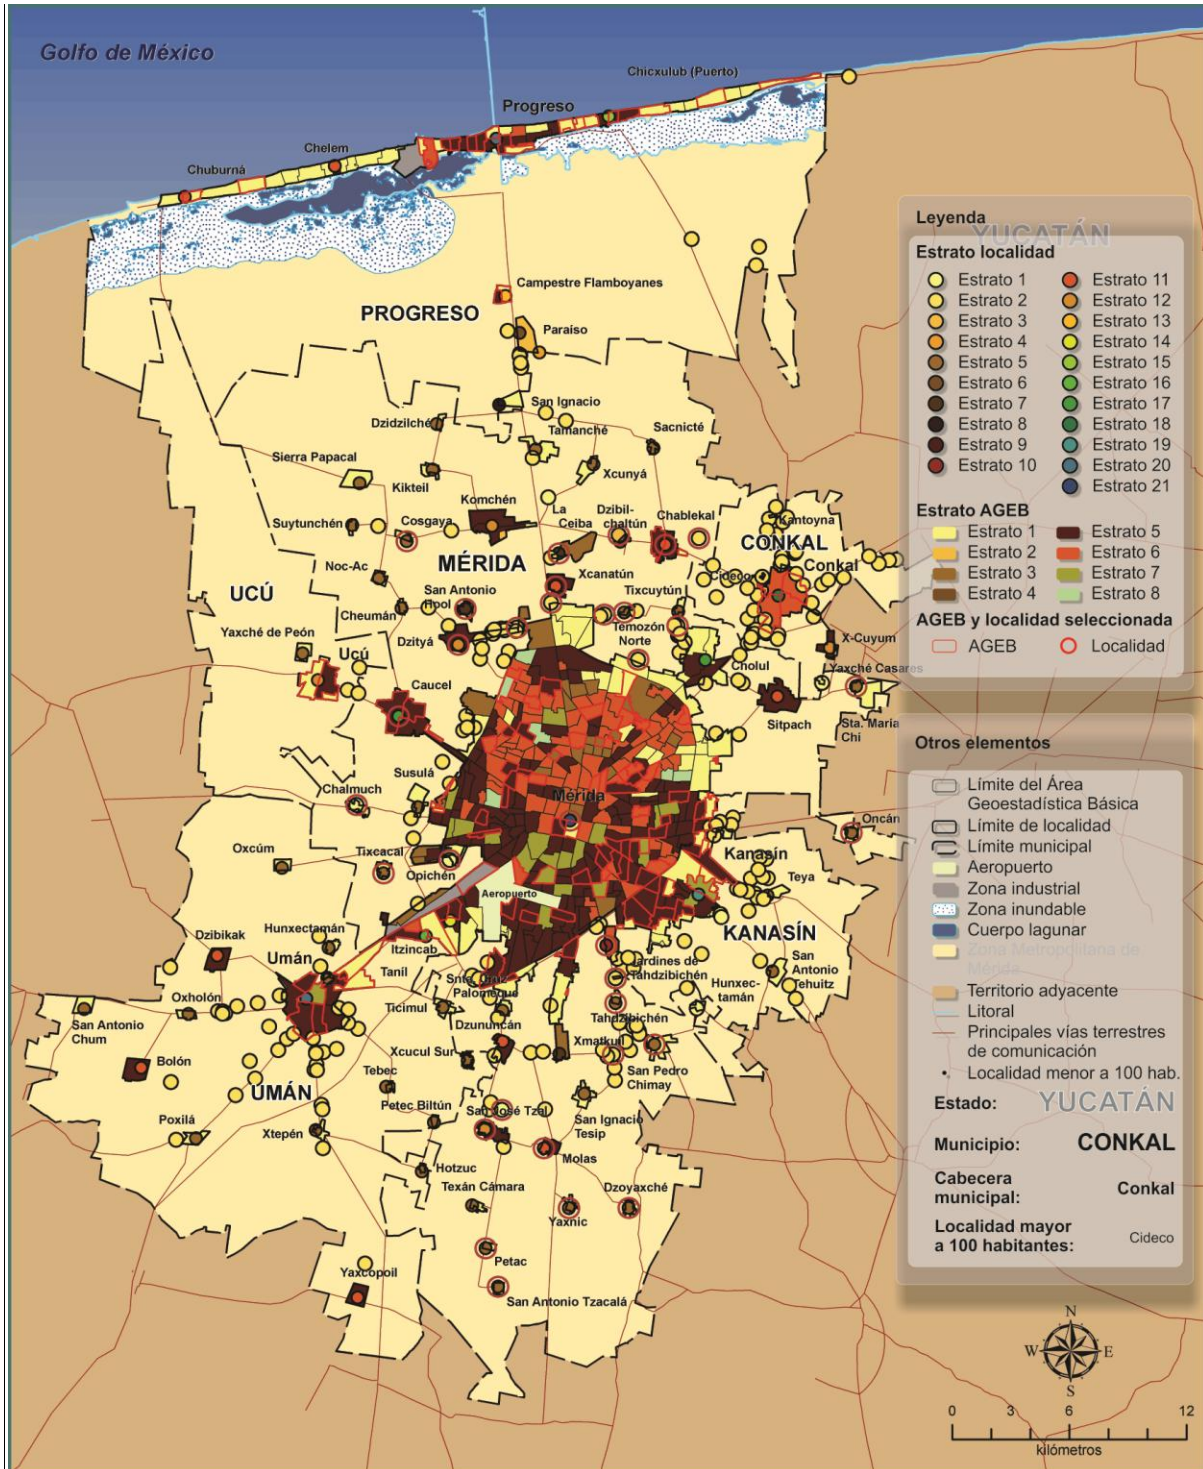 Golfo de México
Chicxulub (Puerto)
Progreso
Chelem
Chuburná
Campestre Flamboyanes
PROGRESO
Paraíso
San Ignacio
Dzidzilché
Tamanché
Sacnicté
Sierra Papacal
Xcunyá
Kikteil
Komchén
La
Ceiba
Dzibil-
chaltún
Chablekal
Suytunchén
Cosgaya
Kantoyna
CONKAL
MÉRIDA
Conkal
Cideco
Noc-Ac
Xcanatún
UCÚ
San Antonio
Hool
Tixcuytún
Cheumán
Temozón
Norte
Yaxché de Peón
Dzityá
X-Cuyum
Ucú
Cholul
Yaxché Casares
Caucel
Sitpach
Sta. María
Chí
Susulá
Chalmuch
Mérida
Oncán
Oxcúm
Tixcacal
Kanasín
Opichén
Teya
Aeropuerto
Hunxectamán
KANASÍN
Dzibikak
Itzincab
Umán
San
Antonio
Tehuitz
Jardines de
Tahdzibichén
Tanil
Snta. Cruz
Palomeque
Hunxec-
tamán
Oxholón
Ticimul
Tahdzibichén
San Antonio
Chum
Dzununcán
Xmatkuil
Xcucul Sur
San Pedro
Chimay
Bolón
Tebec
UMÁN
Petec Biltún
San José Tzal
San Ignacio
Tesip
Poxilá
Xtepén
Molas
Hotzuc
Texán Cámara
Dzoyaxché
Yaxnic
Petac
Yaxcopoil
San Antonio Tzacalá
Leyenda
YUCATÁN
Estrato localidad
Estrato 1 Estrato 11
Estrato 2 Estrato 12
Estrato 3 Estrato 13
Estrato 4 Estrato 14
Estrato 5 Estrato 15
Estrato 6 Estrato 16
Estrato 7 Estrato 17
Estrato 8 Estrato 18
Estrato 9 Estrato 19
Estrato 10 Estrato 20
Estrato 21
Estrato AGEB
Estrato 1 Estrato 5
Estrato 2 Estrato 6
Estrato 3 Estrato 7
Estrato 4 Estrato 8
AGEB y localidad seleccionada
AGEB Localidad
Otros elementos
Límite del Área
Geoestadística Básica
Límite de localidad
Límite municipal
Aeropuerto
Zona industrial
Zona inundable
Cuerpo lagunar
Zona Metropolitana de
Mérida
Territorio adyacente
Litoral
Principales vías terrestres
de comunicación
Localidad menor a 100 hab.
Estado: YUCATÁN
Municipio: CONKAL
Cabecera
municipal: Conkal
Localidad mayor
a 100 habitantes: Cideco
N
W E
S
0 3 6 12
kilómetros